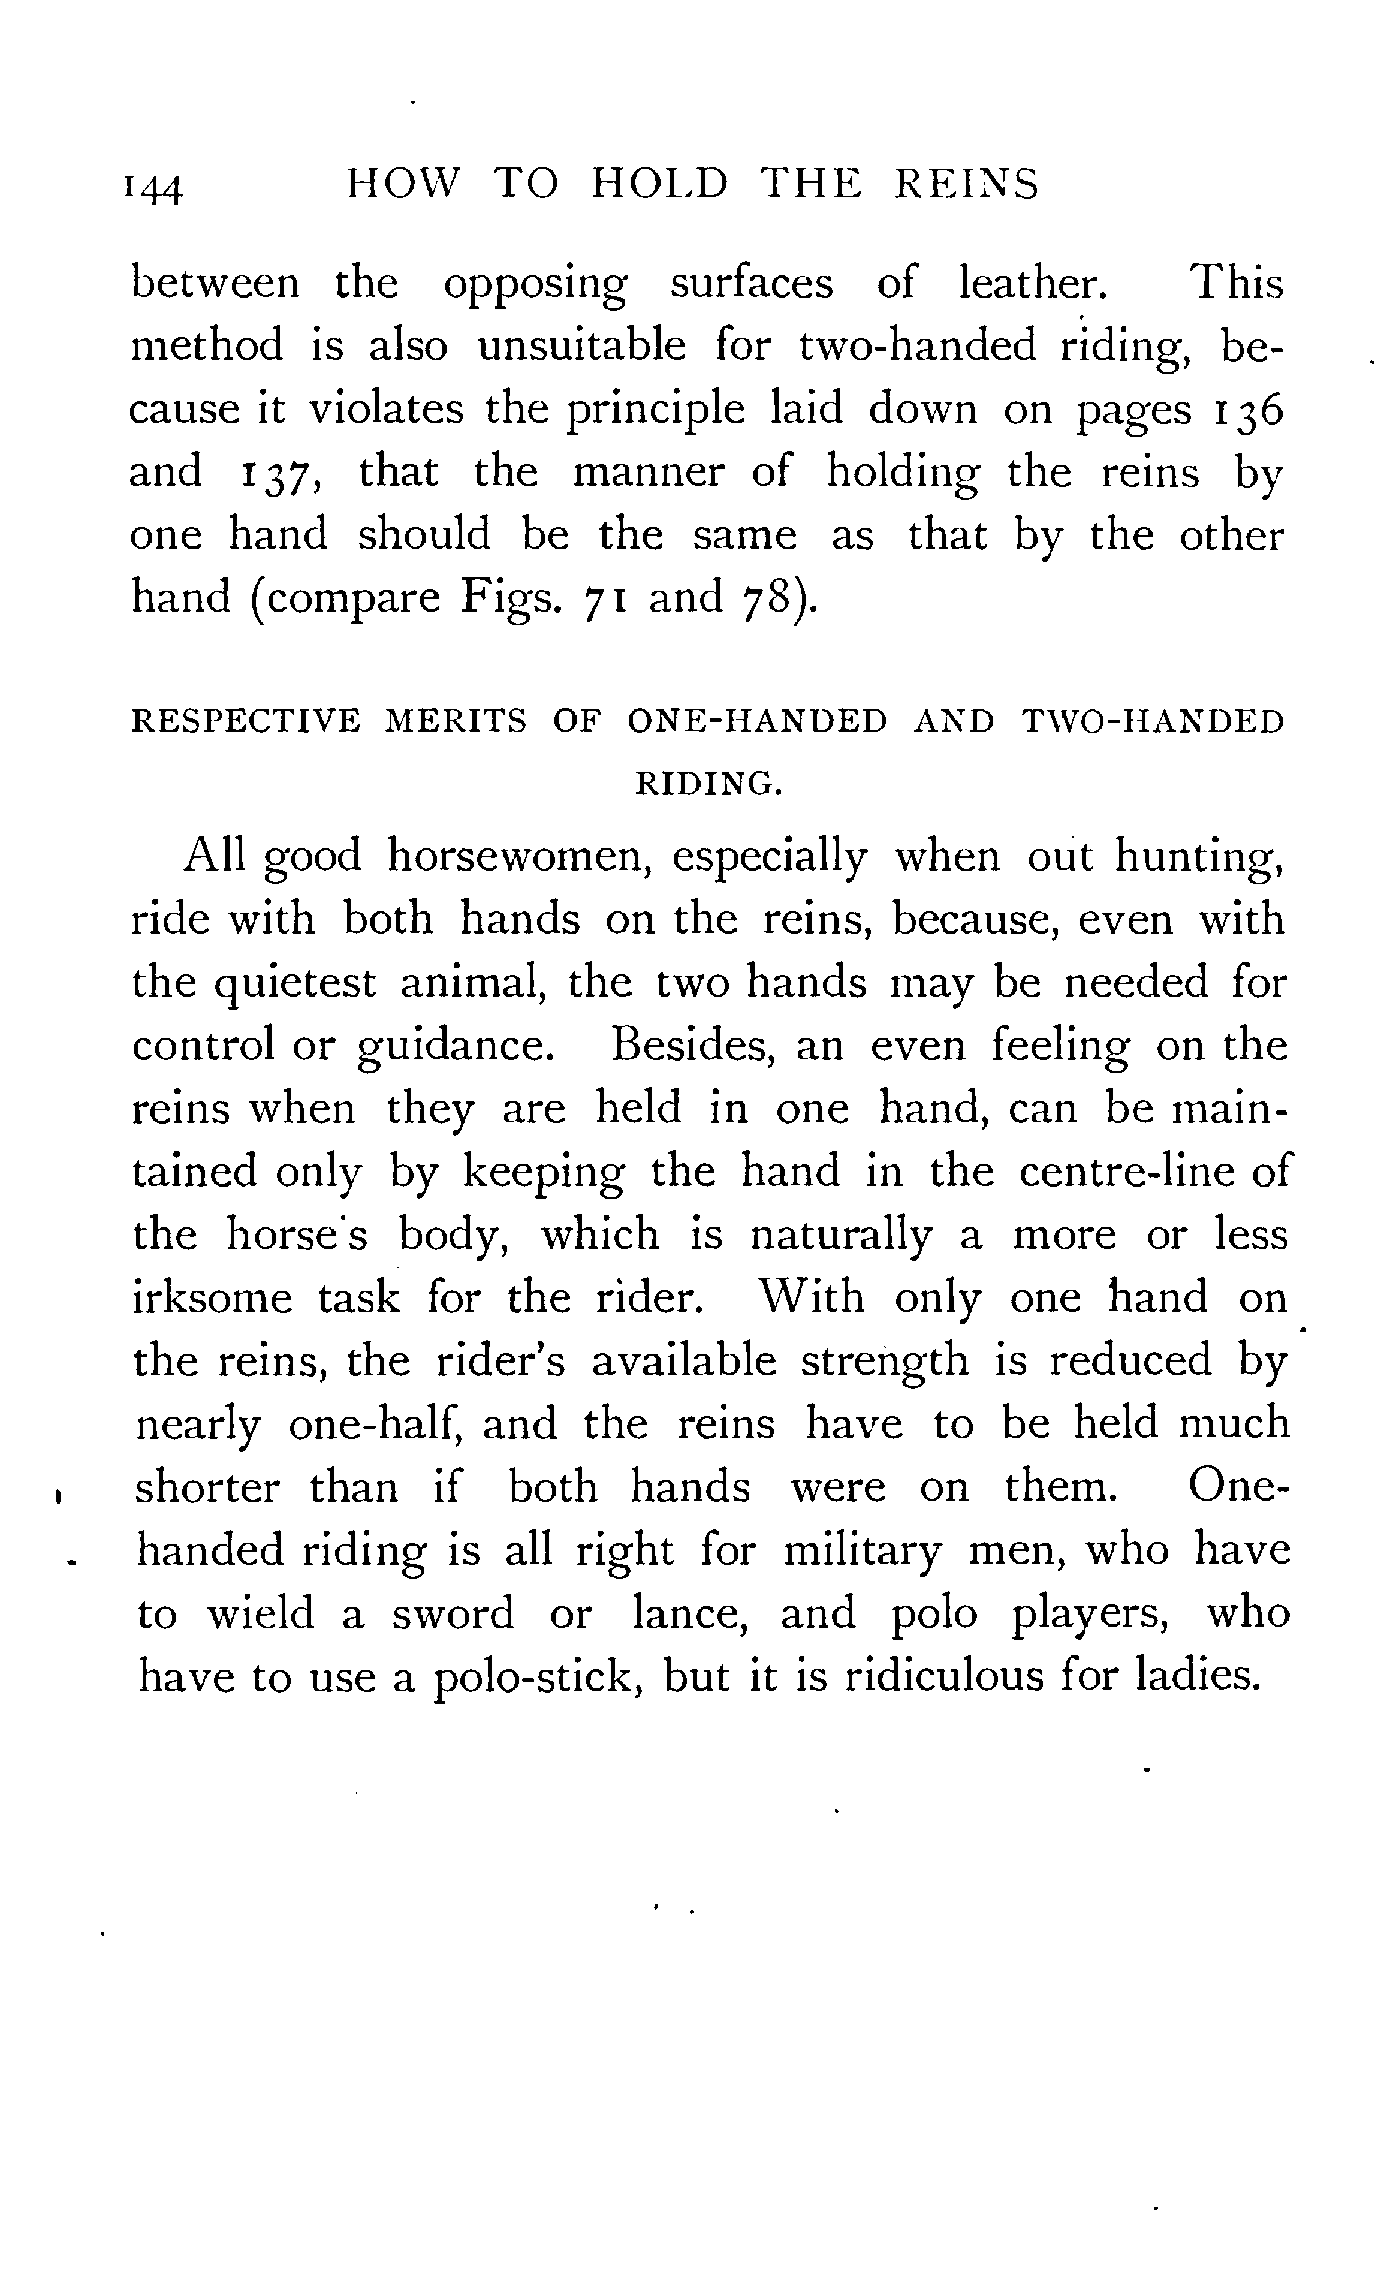 144 HOW TO HOLD THE REINS
between the opposing surfaces of leather. This
method is also unsuitable for two-handed riding, be-
cause it violates the principle laid down on pages 136
and 137, that the manner of holding the reins by
one hand should be the same as that by the other
hand (compare Figs. 71 and 78).
RESPECTIVE MERITS OF ONE-HANDED AND TWO-HANDED
RIDING.
All good horsewomen, especially when out hunting,
ride with both hands on the reins, because, even with
the quietest animal, the two hands may be needed for
control or guidance. Besides, an even feeling on the
reins when they are held in one hand, can be main-
tained only by keeping the hand in the centre-line of
the horse's body, which is naturally a more or less
irksome task for the rider. With only one hand on
the reins, the rider's available strength is reduced by
nearly one-half, and the reins have to be held much
shorter than if both hands were on them. One-
handed riding is all right for military men, who have
to wield a sword or lance, and polo players, who
have to use a polo-stick, but it is ridiculous for ladies.